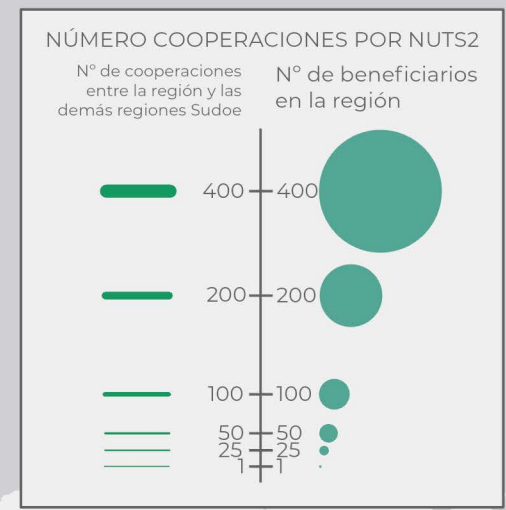 NÚMERO COOPERACIONES POR NUTS2
Nº de cooperaciones
entre la región y las
demás regiones Sudoe
Nº de beneficiarios
en la región
400 400
200 200
100 100
50 50
25 25
1 1